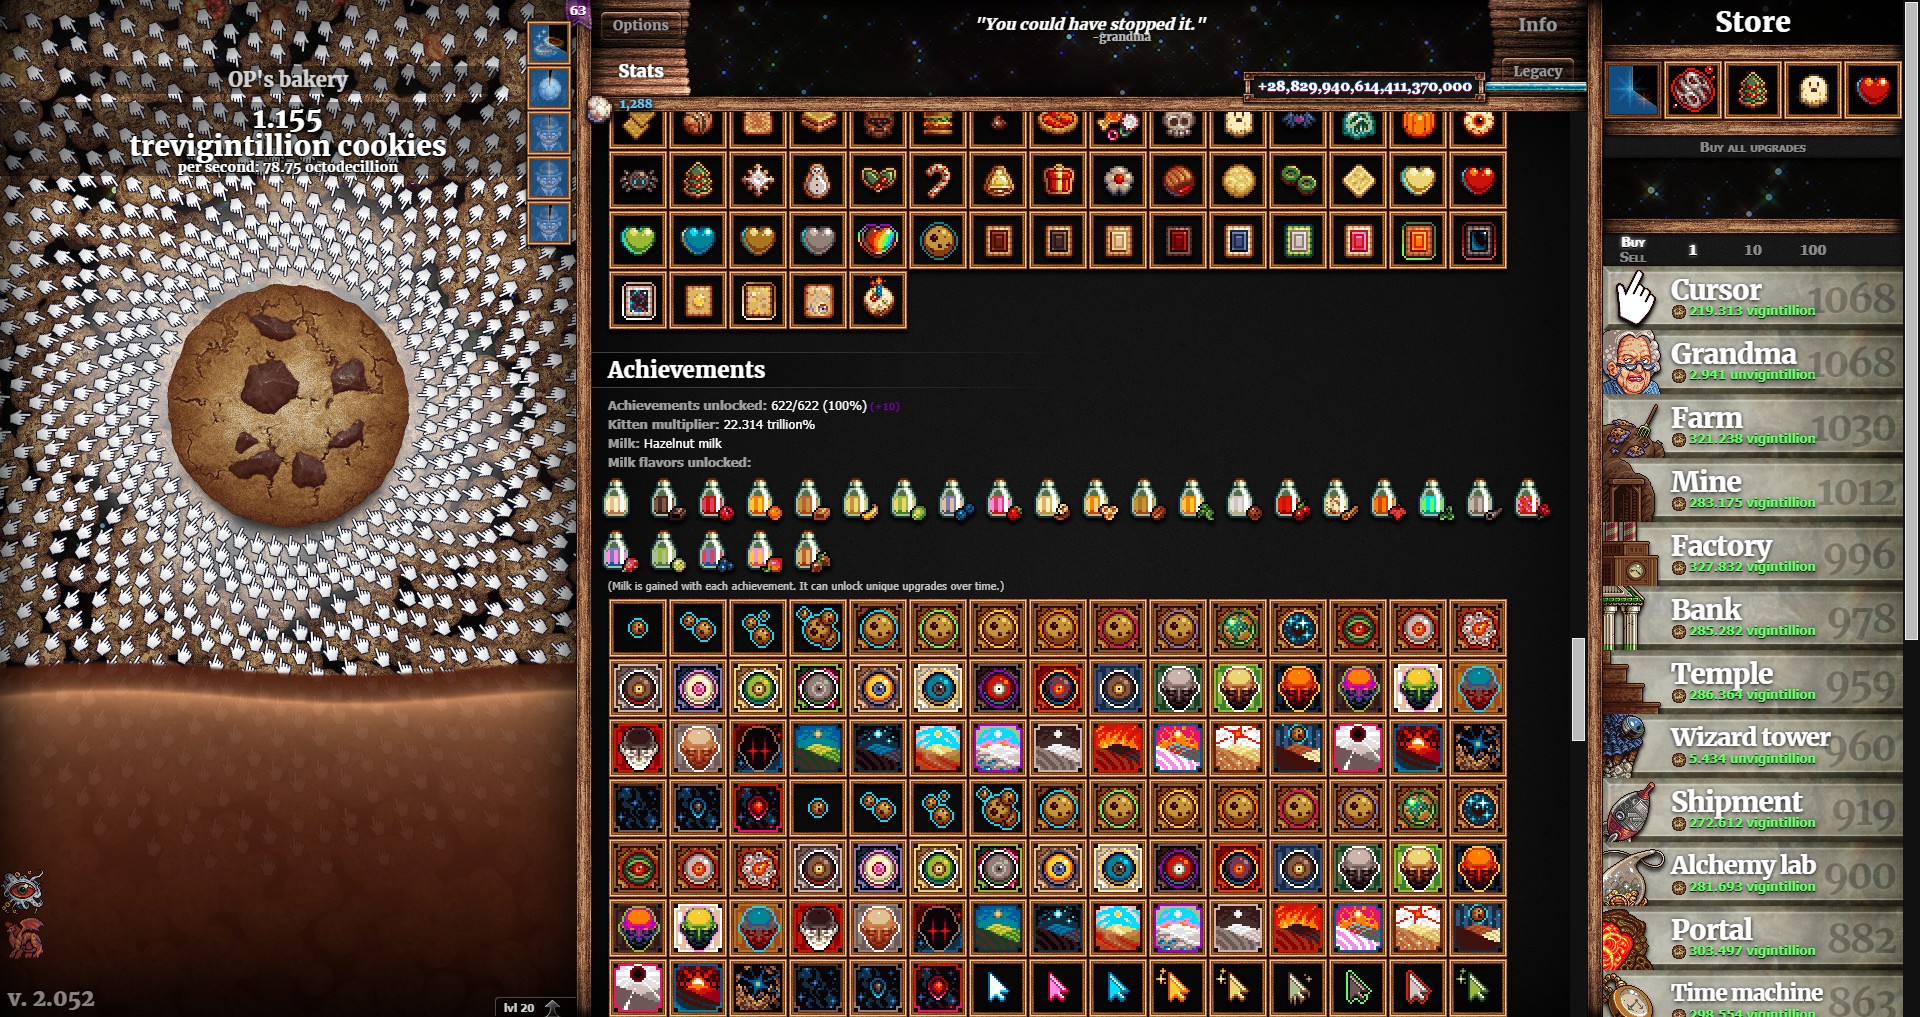 63
OP's bakery
1.155
trevigintillion cookies
per second: 78.75 octodecillion
v. 2.052
lvl 20
Options
Stats
1,288
"You could have stopped it."
-grandma
+28,829,940,614,411,370,000
Info
Legacy
Achievements
Achievements unlocked: 622/622 (100%) (+10)
Kitten multiplier: 22.314 trillion%
Milk: Hazelnut milk
Milk flavors unlocked:
(Milk is gained with each achievement. It can unlock unique upgrades over time.)
Store
Buy all upgrades
Buy
Sell
1 10 100
Cursor 1068
219.313 vigintillion
Grandma 1068
2.941 unvigintillion
Farm 1030
321.238 vigintillion
Mine 1012
283.175 vigintillion
Factory 996
327.832 vigintillion
Bank 978
285.282 vigintillion
Temple 959
286.364 vigintillion
Wizard tower 960
5.434 unvigintillion
Shipment 919
272.612 vigintillion
Alchemy lab 900
281.693 vigintillion
Portal 882
303.497 vigintillion
Time machine 863
298.554 vigintillion